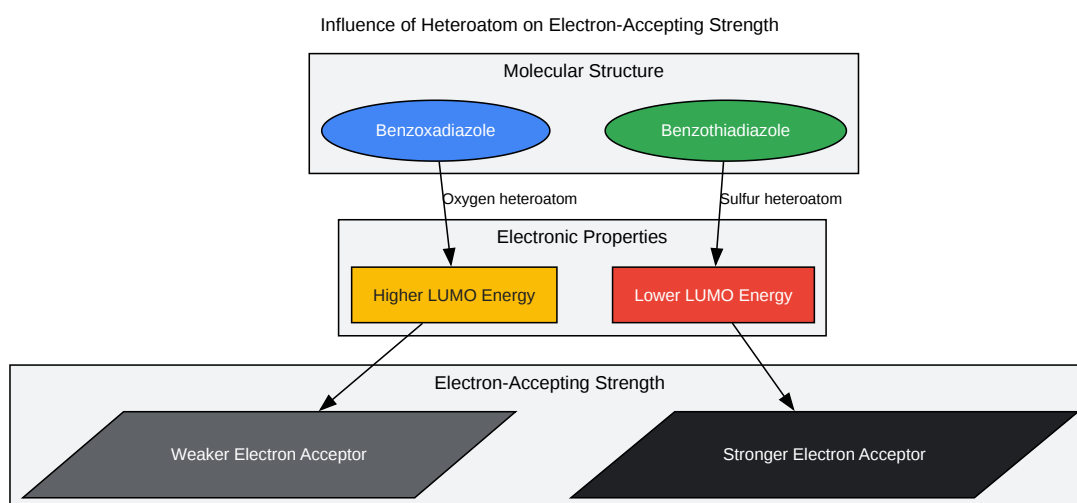 Influence of Heteroatom on Electron-Accepting Strength
Molecular Structure
Benzoxadiazole
Benzothiadiazole
Oxygen heteroatom
Sulfur heteroatom
Electronic Properties
Higher LUMO Energy
Lower LUMO Energy
Electron-Accepting Strength
Weaker Electron Acceptor
Stronger Electron Acceptor